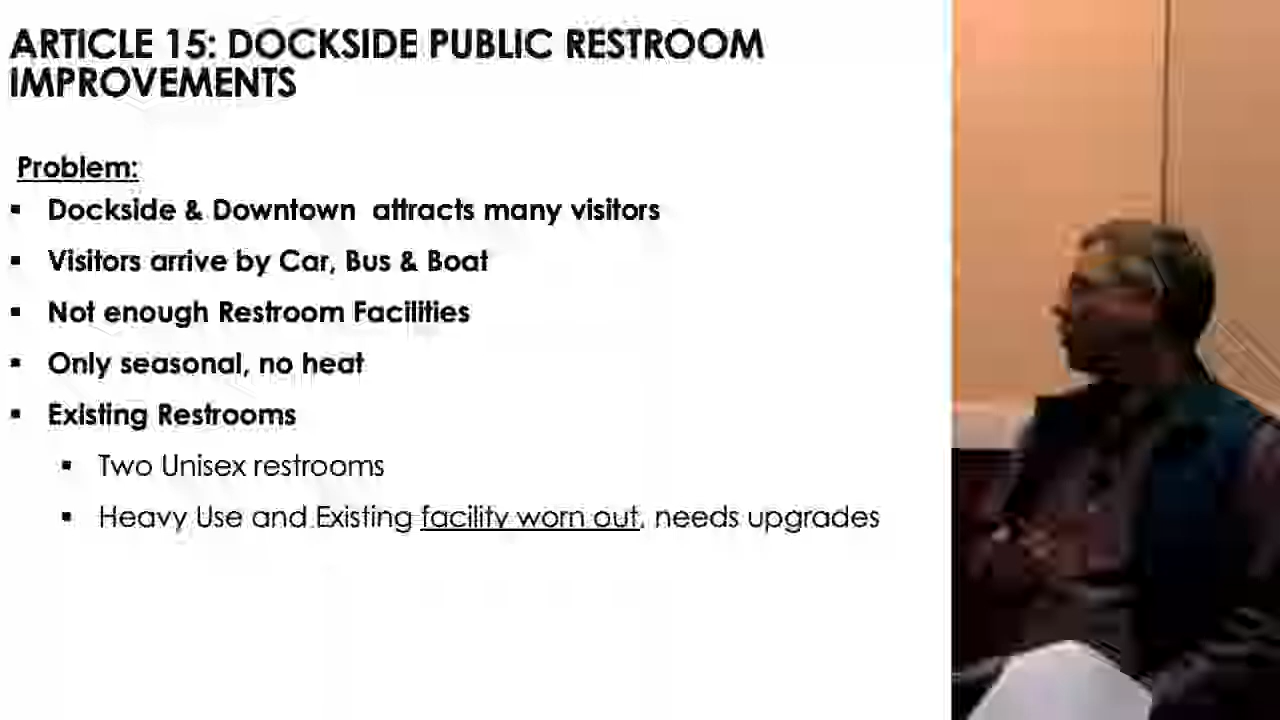 ARTICLE 15: DOCKSIDE PUBLIC RESTROOM
IMPROVEMENTS
Problem:
▪ Dockside & Downtown attracts many visitors
▪ Visitors arrive by Car, Bus & Boat
▪ Not enough Restroom Facilities
▪ Only seasonal, no heat
▪ Existing Restrooms
▪ Two Unisex restrooms
▪ Heavy Use and Existing facility worn out, needs upgrades